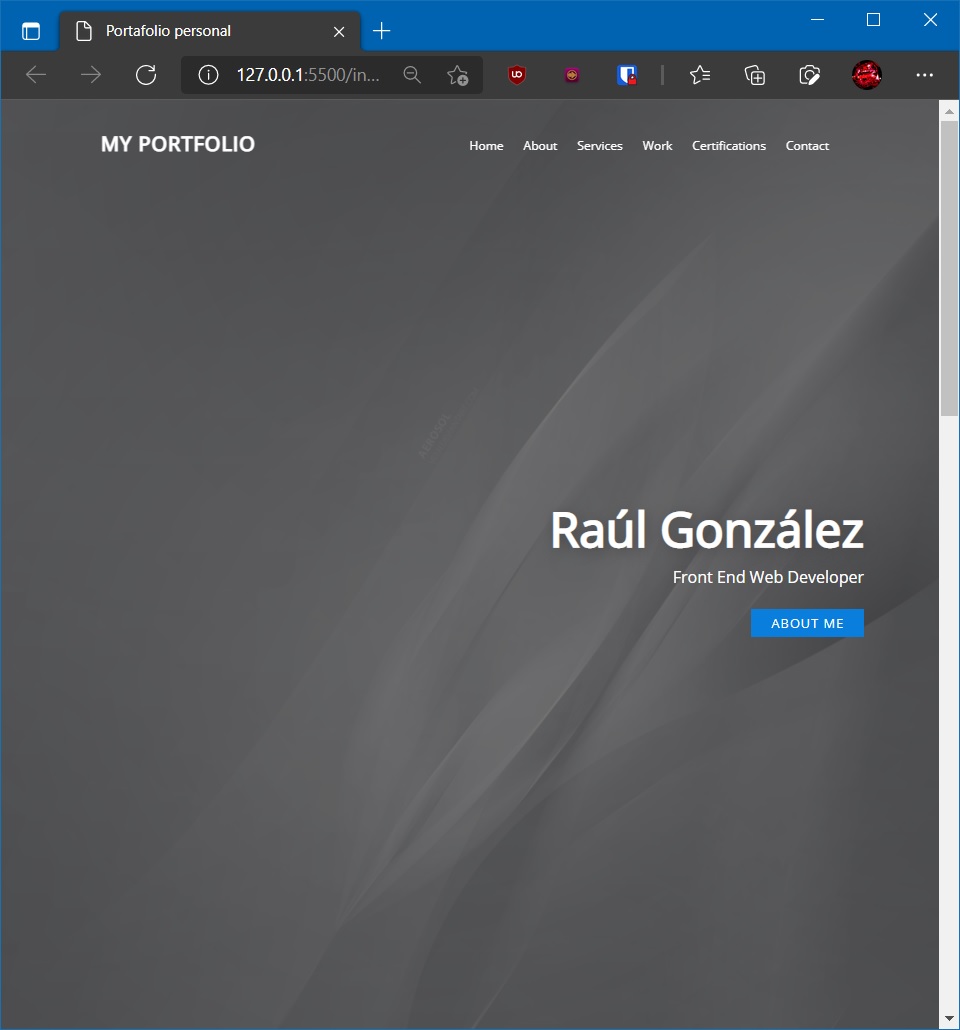 Portafolio personal
127.0.0.1:5500/in...
MY PORTFOLIO
Home About Services Work Certifications Contact
Raúl González
Front End Web Developer
ABOUT ME